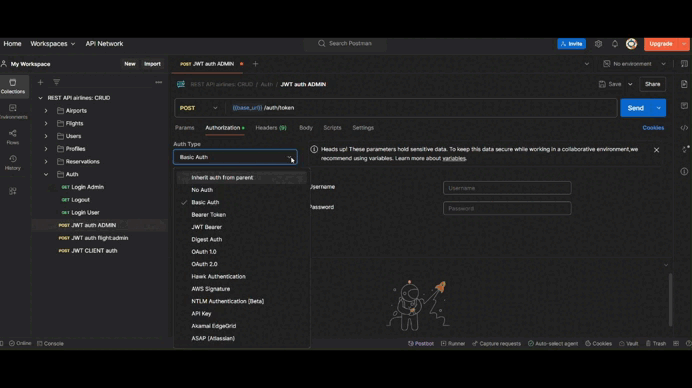 Home Workspaces API Network
Search Postman
Invite Upgrade
My Workspace New Import
POST JWT auth ADMIN
No environment
Collections
Environments
Flows
History
REST API airlines: CRUD
Airports
Flights
Users
Profiles
Reservations
Auth
GET Login Admin
GET Logout
GET Login User
POST JWT auth ADMIN
POST JWT auth flight:admin
POST JWT CLIENT auth
REST API airlines: CRUD / Auth / JWT auth ADMIN
Save Share
POST {{base_url}} /auth/token
Send
Params Authorization Headers (9) Body Scripts Settings
Cookies
Auth Type
Basic Auth
Heads up! These parameters hold sensitive data. To keep this data secure while working in a collaborative environment, we
recommend using variables. Learn more about variables.
Inherit auth from parent
No Auth
Basic Auth
Bearer Token
JWT Bearer
Digest Auth
OAuth 1.0
OAuth 2.0
Hawk Authentication
AWS Signature
NTLM Authentication [Beta]
API Key
Akamai EdgeGrid
ASAP (Atlassian)
Username
Password
Username
Password
Online Console
Postbot Runner Capture requests Auto-select agent Cookies Vault Trash